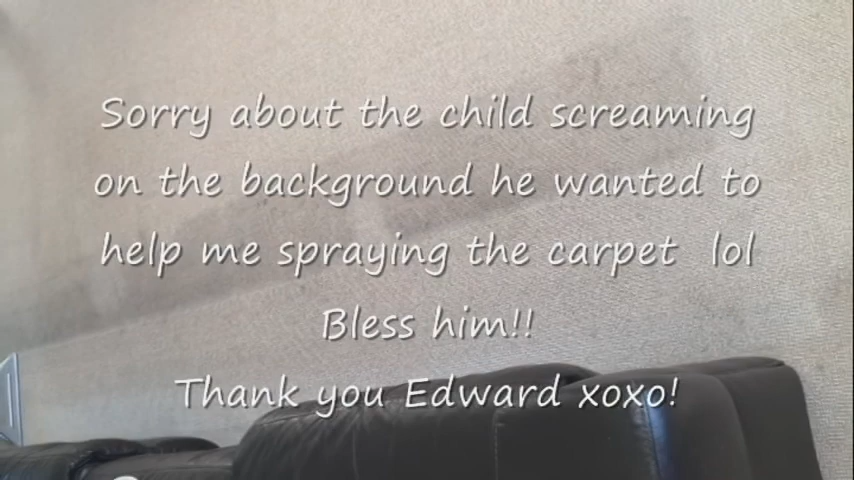 Sorry about the child screaming
on the background he wanted to
help me spraying the carpet  lol
Bless him!!
Thank you Edward xoxo!